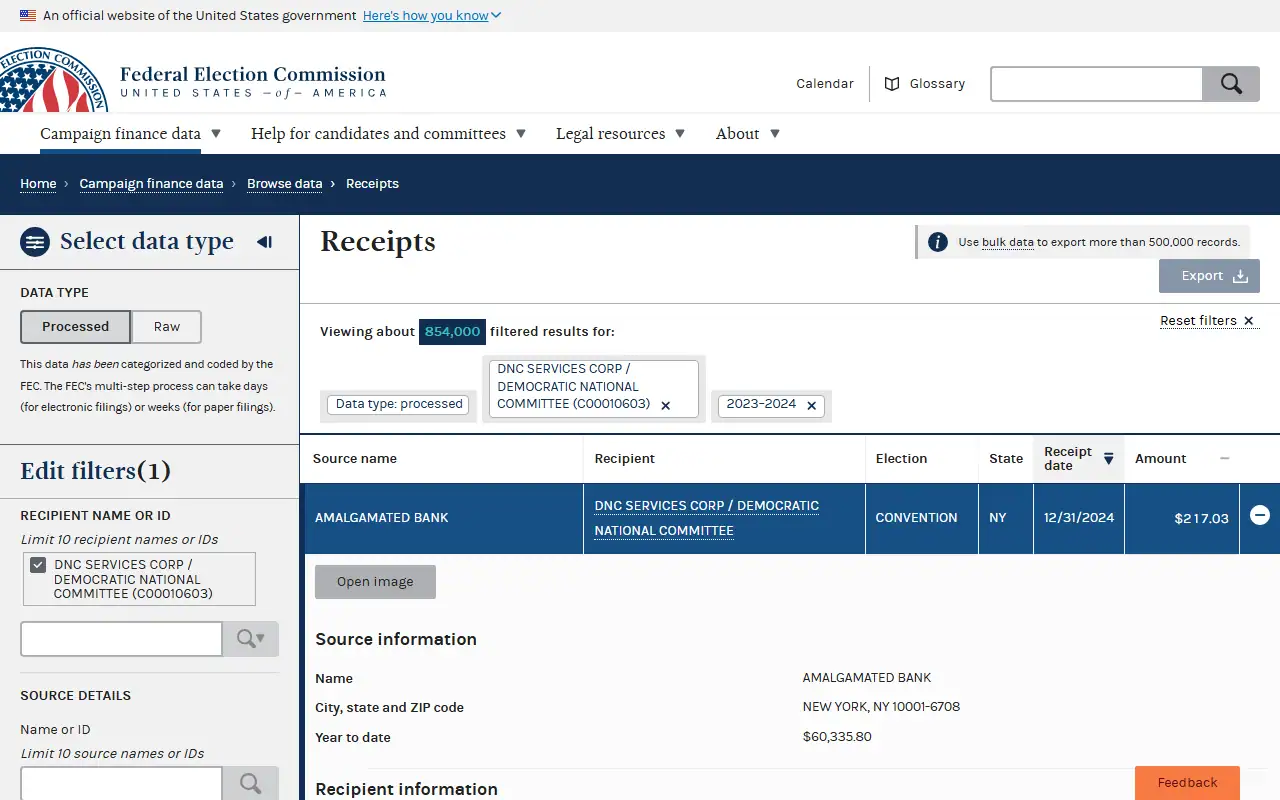 An official website of the United States government Here's how you know
ELECTION COMMISSION
Federal Election Commission
UNITED STATES —of— AMERICA
Calendar
Glossary
Campaign finance data
Help for candidates and committees
Legal resources
About
Home › Campaign finance data › Browse data › Receipts
Select data type
DATA TYPE
Processed
Raw
This data has been categorized and coded by the
FEC. The FEC's multi-step process can take days
(for electronic filings) or weeks (for paper filings).
Edit filters(1)
RECIPIENT NAME OR ID
Limit 10 recipient names or IDs
DNC SERVICES CORP /
DEMOCRATIC NATIONAL
COMMITTEE (C00010603)
SOURCE DETAILS
Name or ID
Limit 10 source names or IDs
Receipts
Use bulk data to export more than 500,000 records.
Export
Viewing about 854,000 filtered results for:
Reset filters
Data type: processed
DNC SERVICES CORP /
DEMOCRATIC NATIONAL
COMMITTEE (C00010603)
2023–2024
Source name
Recipient
Election
State
Receipt
date
Amount
AMALGAMATED BANK
DNC SERVICES CORP / DEMOCRATIC
NATIONAL COMMITTEE
CONVENTION
NY
12/31/2024
$217.03
Open image
Source information
Name AMALGAMATED BANK
City, state and ZIP code NEW YORK, NY 10001-6708
Year to date $60,335.80
Recipient information
Feedback